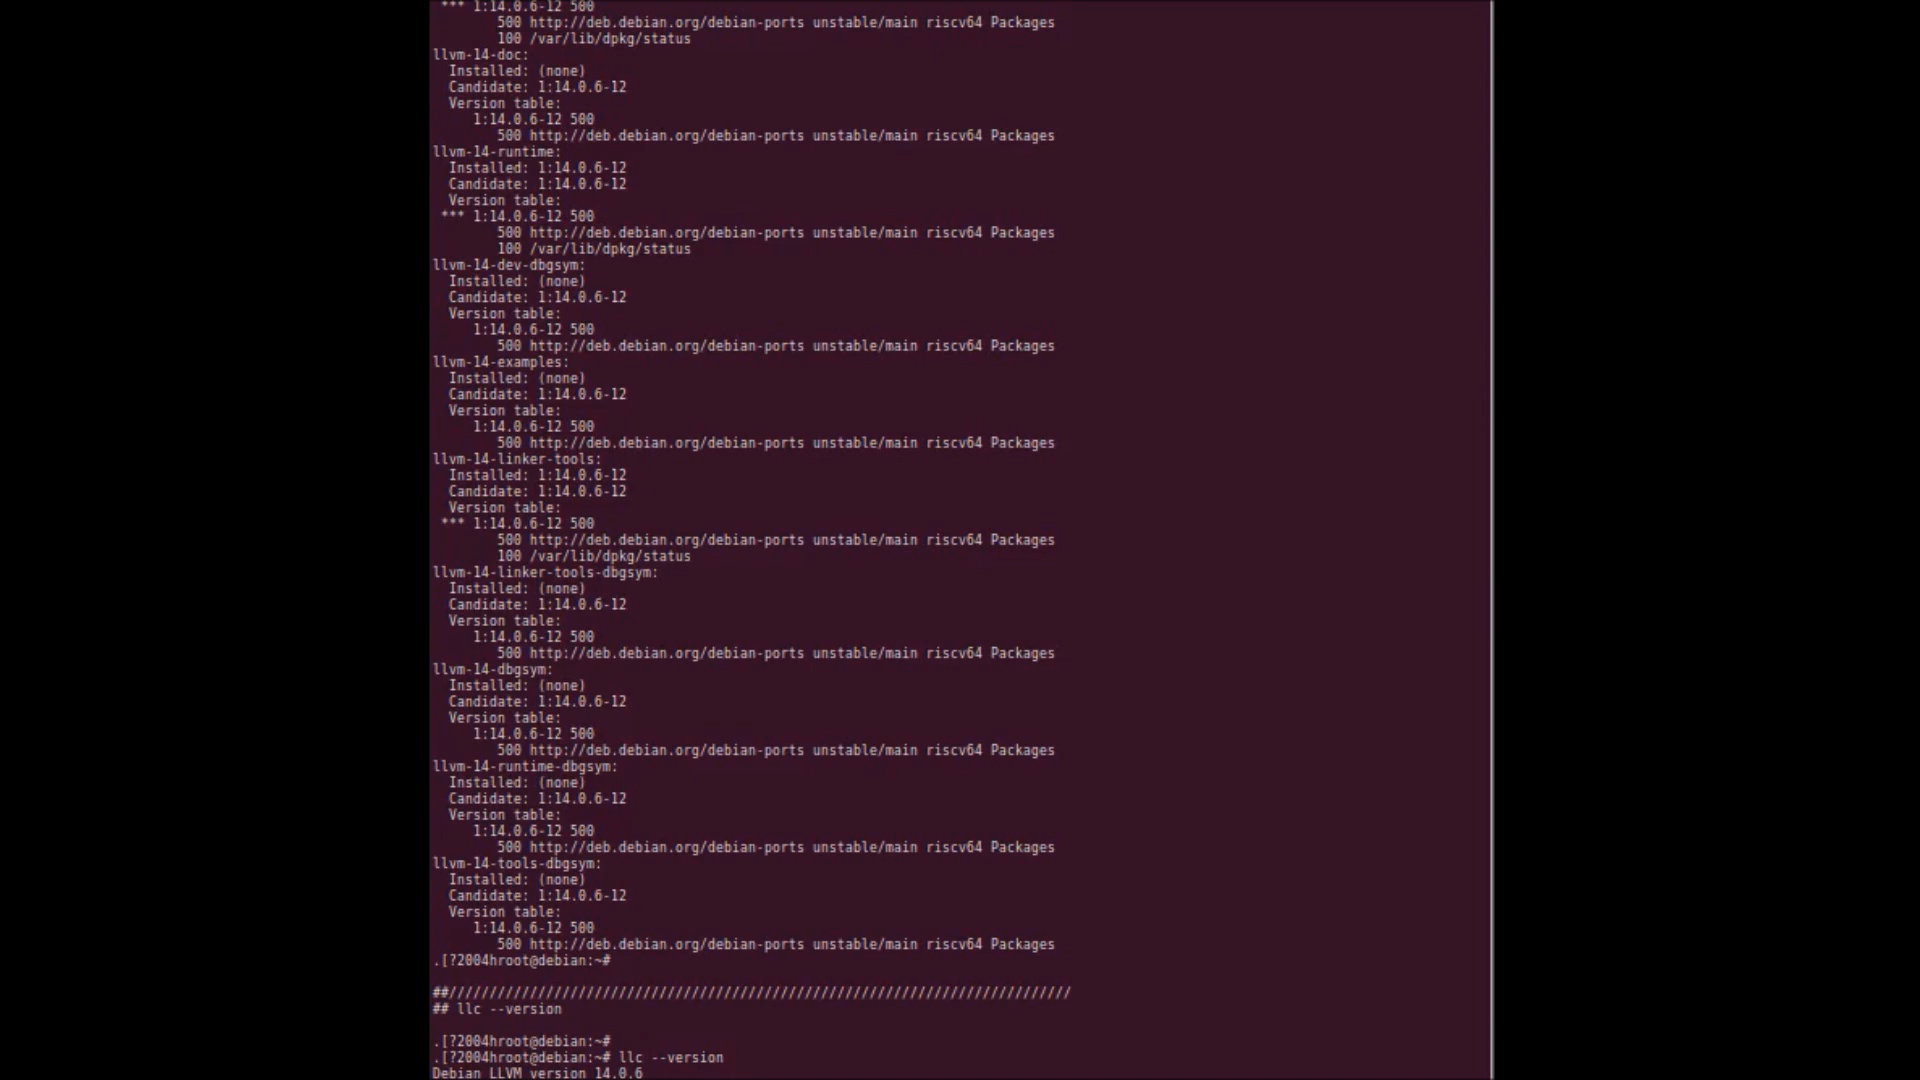 *** 1:14.0.6-12 500
500 http://deb.debian.org/debian-ports unstable/main riscv64 Packages
100 /var/lib/dpkg/status
llvm-14-doc:
Installed: (none)
Candidate: 1:14.0.6-12
Version table:
1:14.0.6-12 500
500 http://deb.debian.org/debian-ports unstable/main riscv64 Packages
llvm-14-runtime:
Installed: 1:14.0.6-12
Candidate: 1:14.0.6-12
Version table:
*** 1:14.0.6-12 500
500 http://deb.debian.org/debian-ports unstable/main riscv64 Packages
100 /var/lib/dpkg/status
llvm-14-dev-dbgsym:
Installed: (none)
Candidate: 1:14.0.6-12
Version table:
1:14.0.6-12 500
500 http://deb.debian.org/debian-ports unstable/main riscv64 Packages
llvm-14-examples:
Installed: (none)
Candidate: 1:14.0.6-12
Version table:
1:14.0.6-12 500
500 http://deb.debian.org/debian-ports unstable/main riscv64 Packages
llvm-14-linker-tools:
Installed: 1:14.0.6-12
Candidate: 1:14.0.6-12
Version table:
*** 1:14.0.6-12 500
500 http://deb.debian.org/debian-ports unstable/main riscv64 Packages
100 /var/lib/dpkg/status
llvm-14-linker-tools-dbgsym:
Installed: (none)
Candidate: 1:14.0.6-12
Version table:
1:14.0.6-12 500
500 http://deb.debian.org/debian-ports unstable/main riscv64 Packages
llvm-14-dbgsym:
Installed: (none)
Candidate: 1:14.0.6-12
Version table:
1:14.0.6-12 500
500 http://deb.debian.org/debian-ports unstable/main riscv64 Packages
llvm-14-runtime-dbgsym:
Installed: (none)
Candidate: 1:14.0.6-12
Version table:
1:14.0.6-12 500
500 http://deb.debian.org/debian-ports unstable/main riscv64 Packages
llvm-14-tools-dbgsym:
Installed: (none)
Candidate: 1:14.0.6-12
Version table:
1:14.0.6-12 500
500 http://deb.debian.org/debian-ports unstable/main riscv64 Packages
.[?2004hroot@debian:~#
##/////////////////////////////////////////////////////////////////////////////
## llc --version
.[?2004hroot@debian:~#
.[?2004hroot@debian:~# llc --version
Debian LLVM version 14.0.6